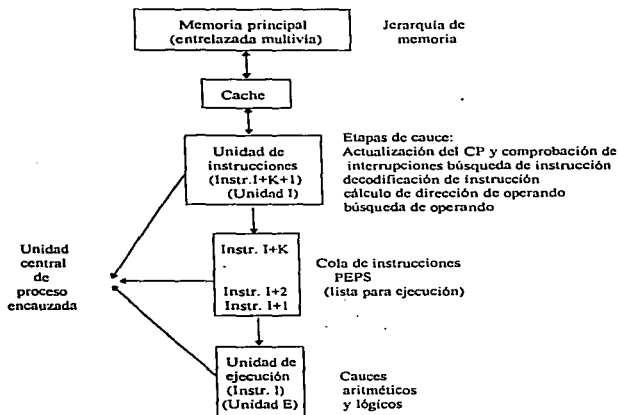 Memoria principal
(entrelazada multivía)
Jerarquía de
memoria
Cache
Unidad de
instrucciones
(Instr.I+K+1)
(Unidad I)
Etapas de cauce:
Actualización del CP y comprobación de
interrupciones búsqueda de instrucción
decodificación de instrucción
cálculo de dirección de operando
búsqueda de operando
Unidad
central
de
proceso
encauzada
Instr. I+K
.
Instr. I+2
Instr. I+1
Cola de instrucciones
PEPS
(lista para ejecución)
Unidad de
ejecución
(Instr. I)
(Unidad E)
Cauces
aritméticos
y lógicos